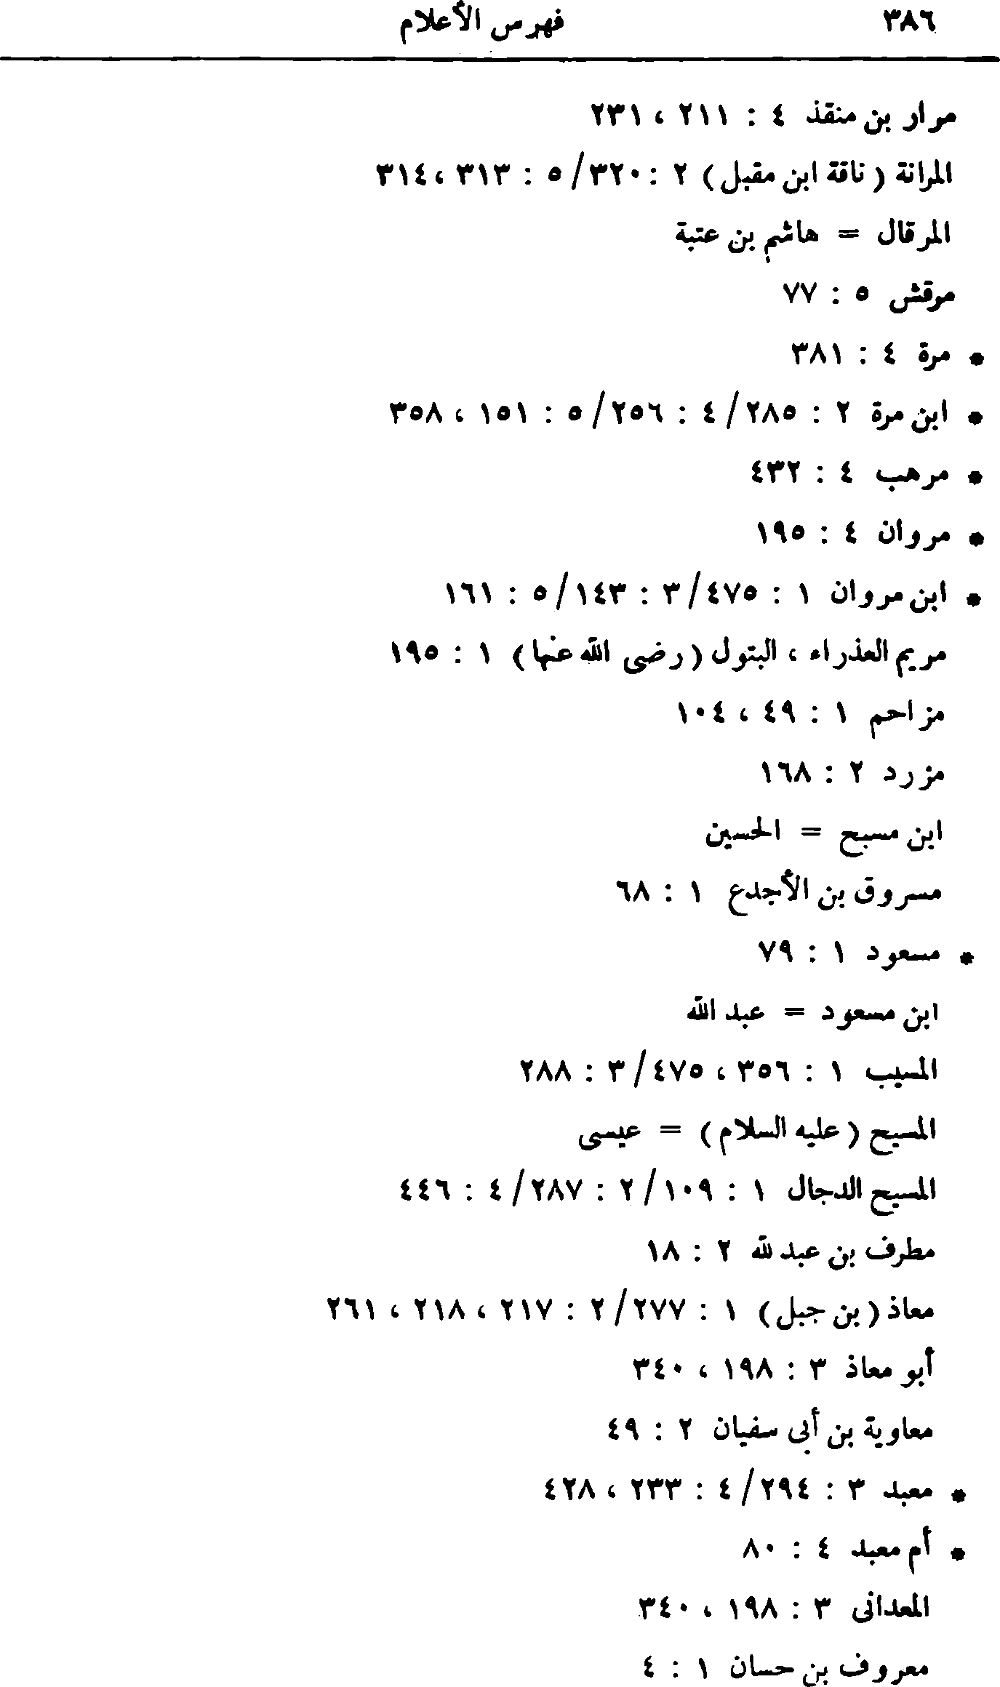 ٣٨٦ فهرس الأعلام
مرار بن منقذ ٤ : ٢١١ ، ٢٣١
المرانة ( ناقة ابن مقبل ) ٢ : ٣٢٠/ ٥ : ٣١٣ ، ٣١٤
المرقال = هاشم بن عتبة
مرقش ٥ : ٧٧
* مرة ٤ : ٣٨١
* ابن مرة ٢ : ٢٨٥/ ٤ : ٢٥٦/ ٥ : ١٥١ ، ٣٥٨
* مرهب ٤ : ٤٣٢
* مروان ٤ : ١٩٥
* ابن مروان ١ : ٤٧٥/ ٣ : ١٤٣/ ٥ : ١٦١
مريم العذراء ، البتول ( رضى الله عنها ) ١ : ١٩٥
مزاحم ١ : ٤٩ ، ١٠٤
مزرد ٢ : ١٦٨
ابن مسبح = الحسين
مسروق بن الأجدع ١ : ٦٨
* مسعود ١ : ٧٩
ابن مسعود = عبد الله
المسيب ١ : ٣٥٦ ، ٤٧٥/ ٣ : ٢٨٨
المسيح ( عليه السلام ) = عيسى
المسيح الدجال ١ : ١٠٩/ ٢ : ٢٨٧/ ٤ : ٤٤٦
مطرف بن عبد لله ٢ : ١٨
معاذ ( بن جبل ) ١ : ٢٧٧/ ٢ : ٢١٧ ، ٢١٨ ، ٢٦١
أبو معاذ ٣ : ١٩٨ ، ٣٤٠
معاوية بن أبى سفيان ٢ : ٤٩
* معبد ٣ : ٢٩٤/ ٤ : ٢٣٣ ، ٤٢٨
* أم معبد ٤ : ٨٠
المعدانى ٣ : ١٩٨ ، ٣٤٠
معروف بن حسان ١ : ٤